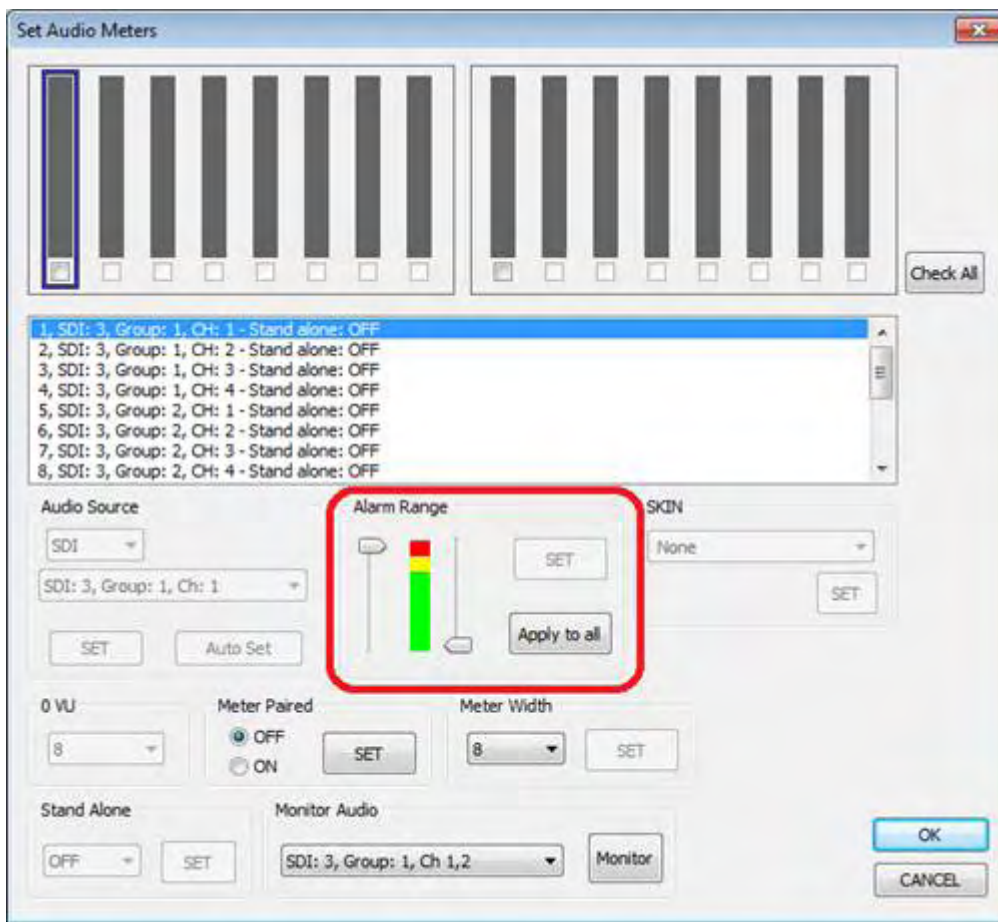 Set Audio Meters
Check All
1, SDI: 3, Group: 1, CH: 1 - Stand alone: OFF
2, SDI: 3, Group: 1, CH: 2 - Stand alone: OFF
3, SDI: 3, Group: 1, CH: 3 - Stand alone: OFF
4, SDI: 3, Group: 1, CH: 4 - Stand alone: OFF
5, SDI: 3, Group: 2, CH: 1 - Stand alone: OFF
6, SDI: 3, Group: 2, CH: 2 - Stand alone: OFF
7, SDI: 3, Group: 2, CH: 3 - Stand alone: OFF
8, SDI: 3, Group: 2, CH: 4 - Stand alone: OFF
Audio Source
SDI
SDI: 3, Group: 1, Ch: 1
SET
Auto Set
Alarm Range
SET
Apply to all
SKIN
None
SET
0 VU
8
Meter Paired
OFF
ON
SET
Meter Width
8
SET
Stand Alone
OFF
SET
Monitor Audio
SDI: 3, Group: 1, Ch 1,2
Monitor
OK
CANCEL